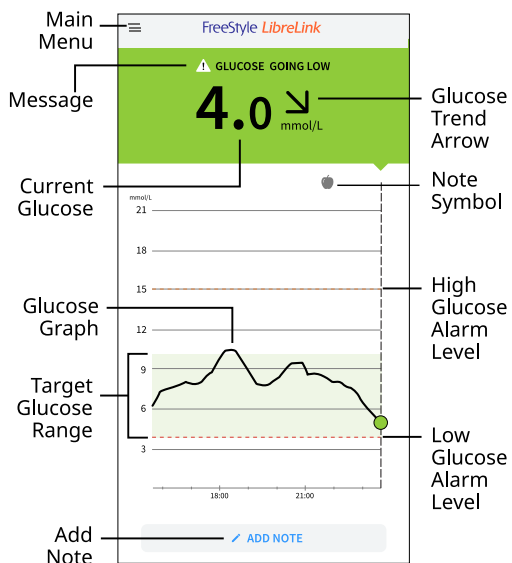 Main
Menu
FreeStyle LibreLink
Message
GLUCOSE GOING LOW
4.0
mmol/L
Glucose
Trend
Arrow
Current
Glucose
Note
Symbol
mmol/L
21
18
15
12
9
6
3
18:00
21:00
High
Glucose
Alarm
Level
Glucose
Graph
Target
Glucose
Range
Low
Glucose
Alarm
Level
Add
Note
ADD NOTE